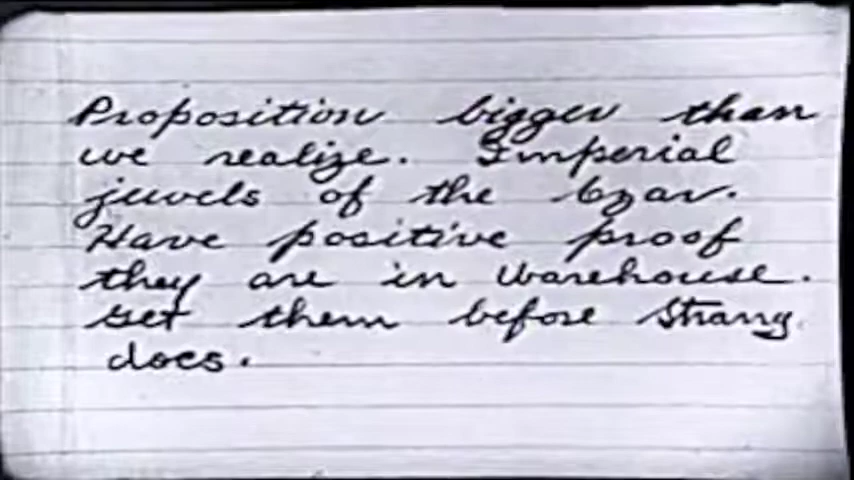 Proposition bigger than
we realize. Imperial
jewels of the Czar.
Have positive proof
they are in Warehouse.
Get them before Strang
does.